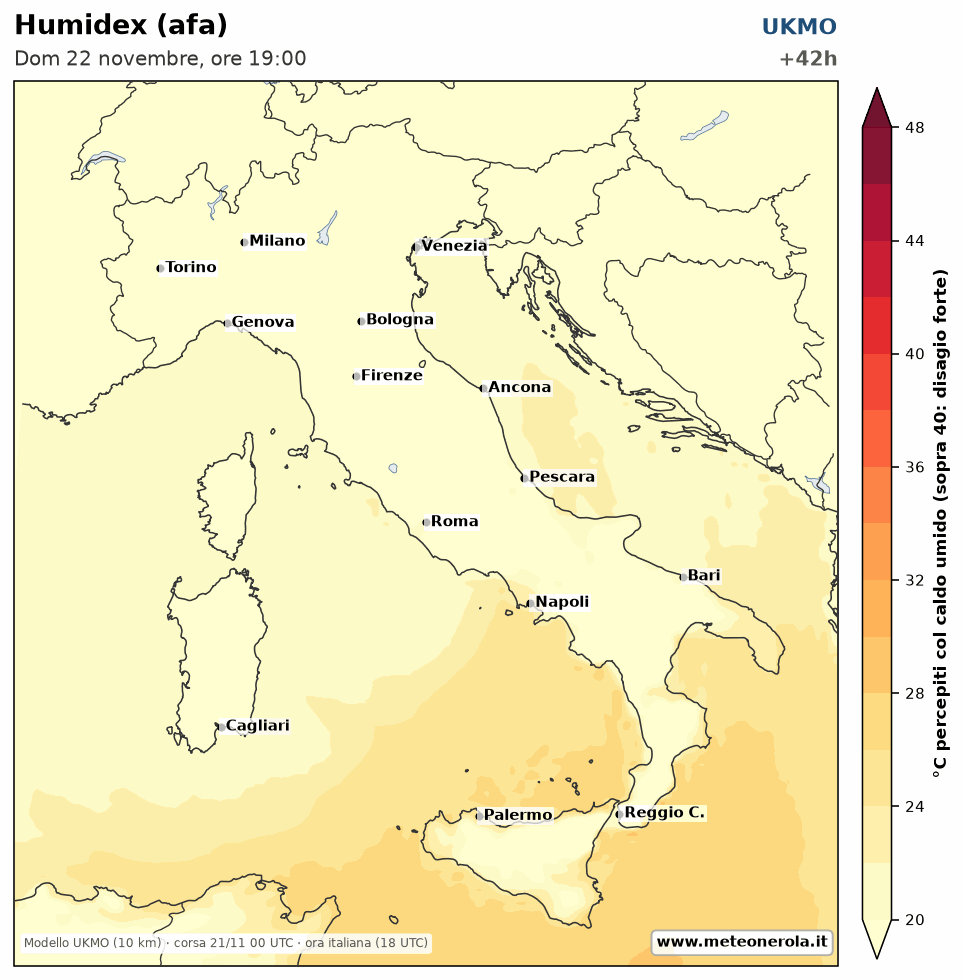 Humidex (afa)
UKMO
Dom 22 novembre, ore 19:00
+42h
Milano
Venezia
Torino
Genova
Bologna
Firenze
Ancona
Pescara
Roma
Bari
Napoli
Cagliari
Palermo
Reggio C.
48
44
40
36
32
28
24
20
°C percepiti col caldo umido (sopra 40: disagio forte)
Modello UKMO (10 km) · corsa 21/11 00 UTC · ora italiana (18 UTC)
www.meteonerola.it